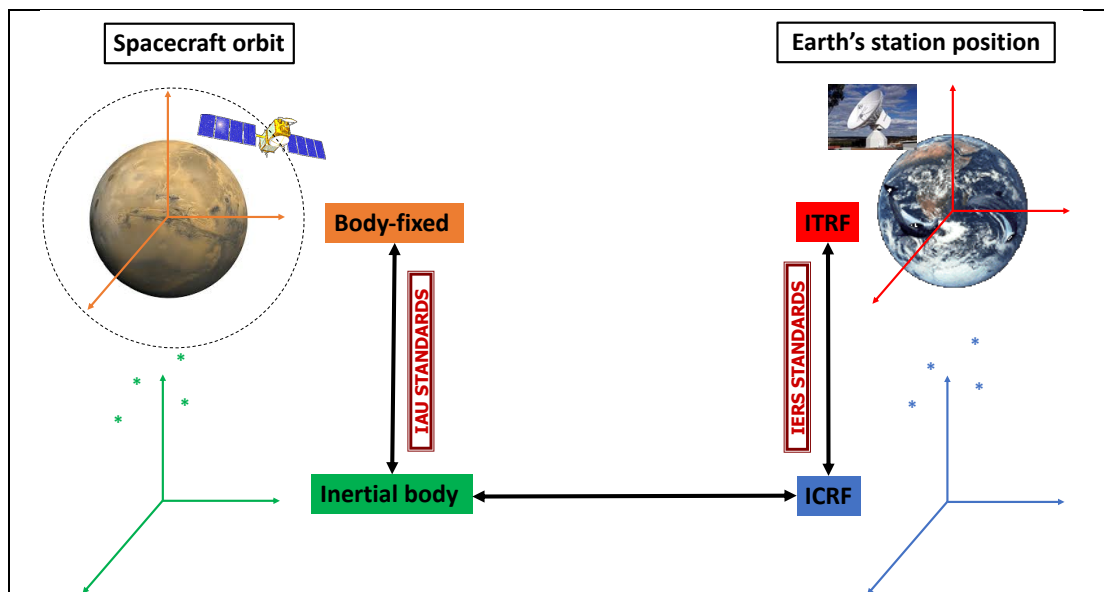 Spacecraft orbit
Earth's station position
Body-fixed
ITRF
IAU STANDARDS
IERS STANDARDS
Inertial body
ICRF